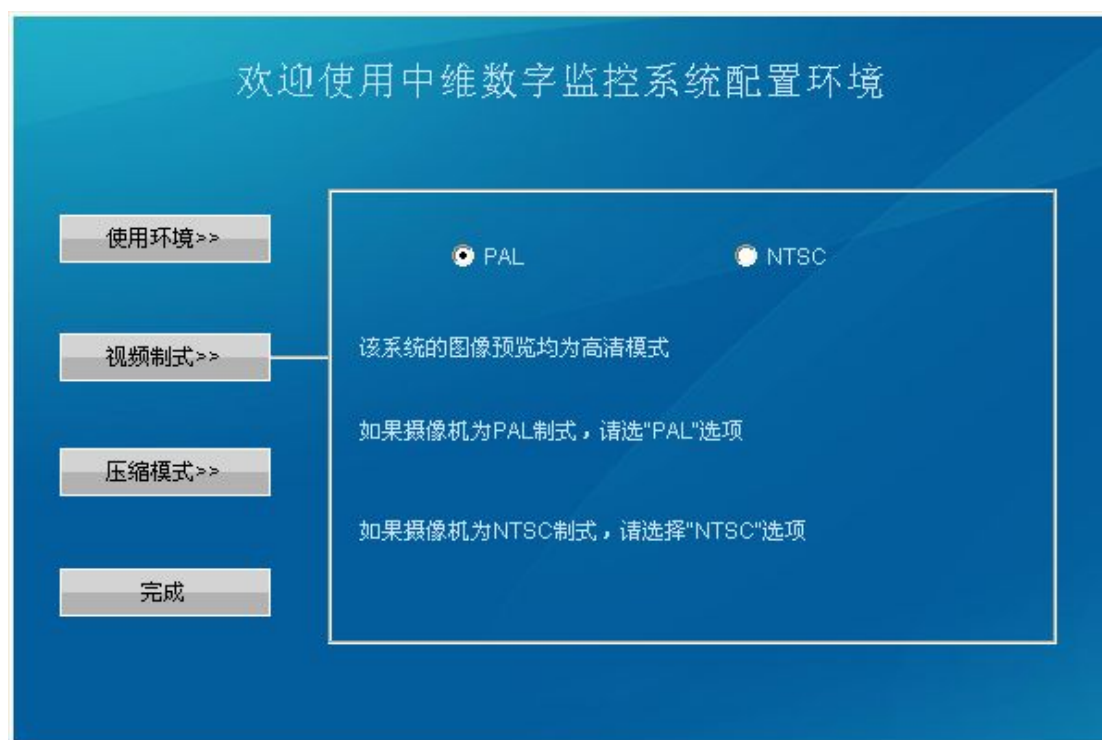 欢迎使用中维数字监控系统配置环境
使用环境>>
PAL
NTSC
视频制式>>
该系统的图像预览均为高清模式
如果摄像机为PAL制式，请选"PAL"选项
压缩模式>>
如果摄像机为NTSC制式，请选择"NTSC"选项
完成